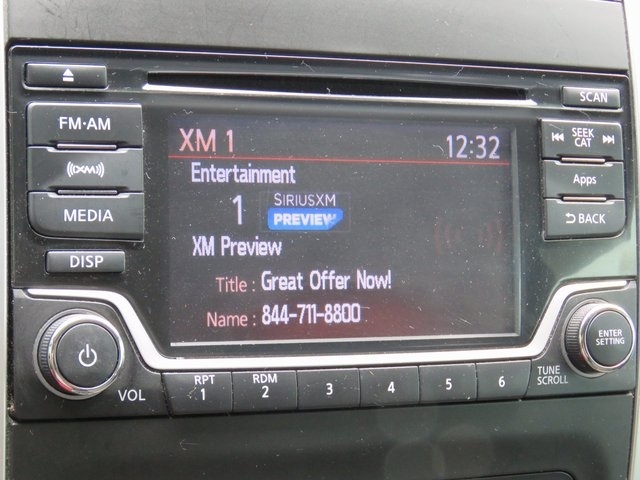 SCAN
FM·AM
XM 1
12:32
SEEK
CAT
Entertainment
((XM))
1
SIRIUSXM
PREVIEW
Apps
MEDIA
XM Preview
BACK
DISP
Title : Great Offer Now!
Name : 844-711-8800
ENTER
SETTING
VOL
RPT
1
RDM
2
3
4
5
6
TUNE
SCROLL